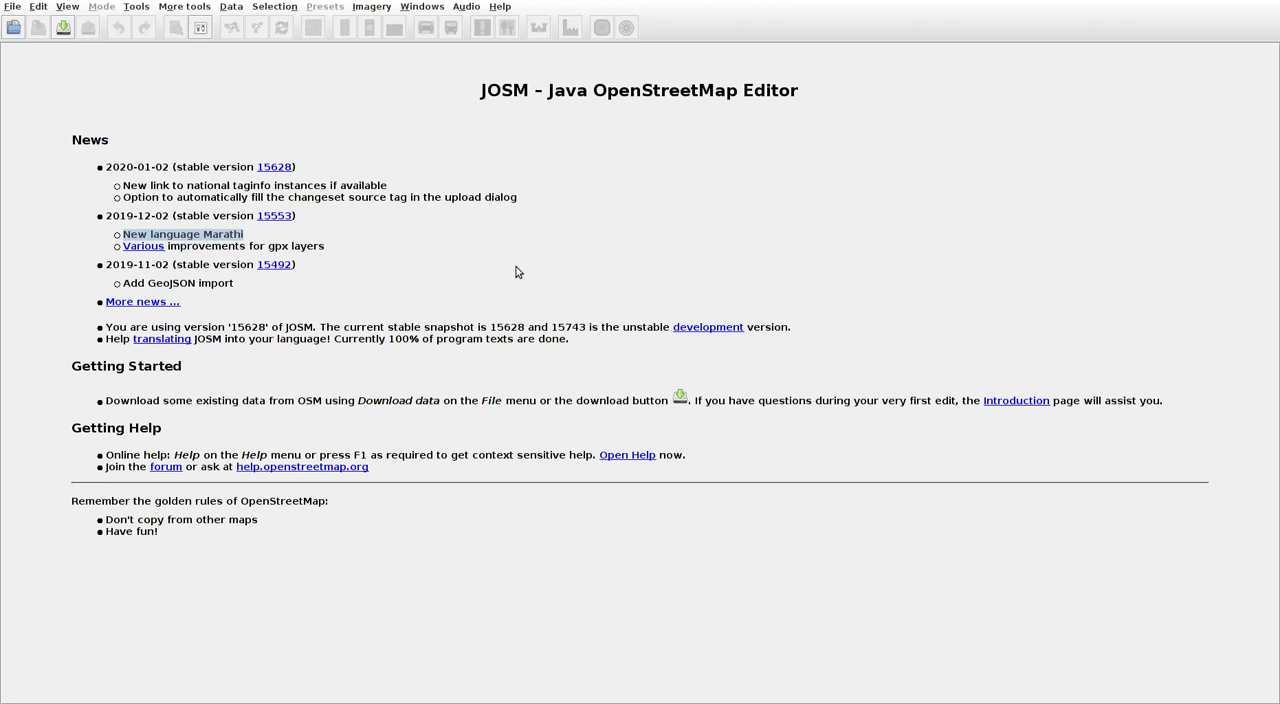 File Edit View Mode Tools More tools Data Selection Presets Imagery Windows Audio Help
JOSM – Java OpenStreetMap Editor
News
2020-01-02 (stable version 15628)
New link to national taginfo instances if available
Option to automatically fill the changeset source tag in the upload dialog
2019-12-02 (stable version 15553)
New language Marathi
Various improvements for gpx layers
2019-11-02 (stable version 15492)
Add GeoJSON import
More news ...
You are using version '15628' of JOSM. The current stable snapshot is 15628 and 15743 is the unstable development version.
Help translating JOSM into your language! Currently 100% of program texts are done.
Getting Started
Download some existing data from OSM using Download data on the File menu or the download button . If you have questions during your very first edit, the Introduction page will assist you.
Getting Help
Online help: Help on the Help menu or press F1 as required to get context sensitive help. Open Help now.
Join the forum or ask at help.openstreetmap.org
Remember the golden rules of OpenStreetMap:
Don't copy from other maps
Have fun!